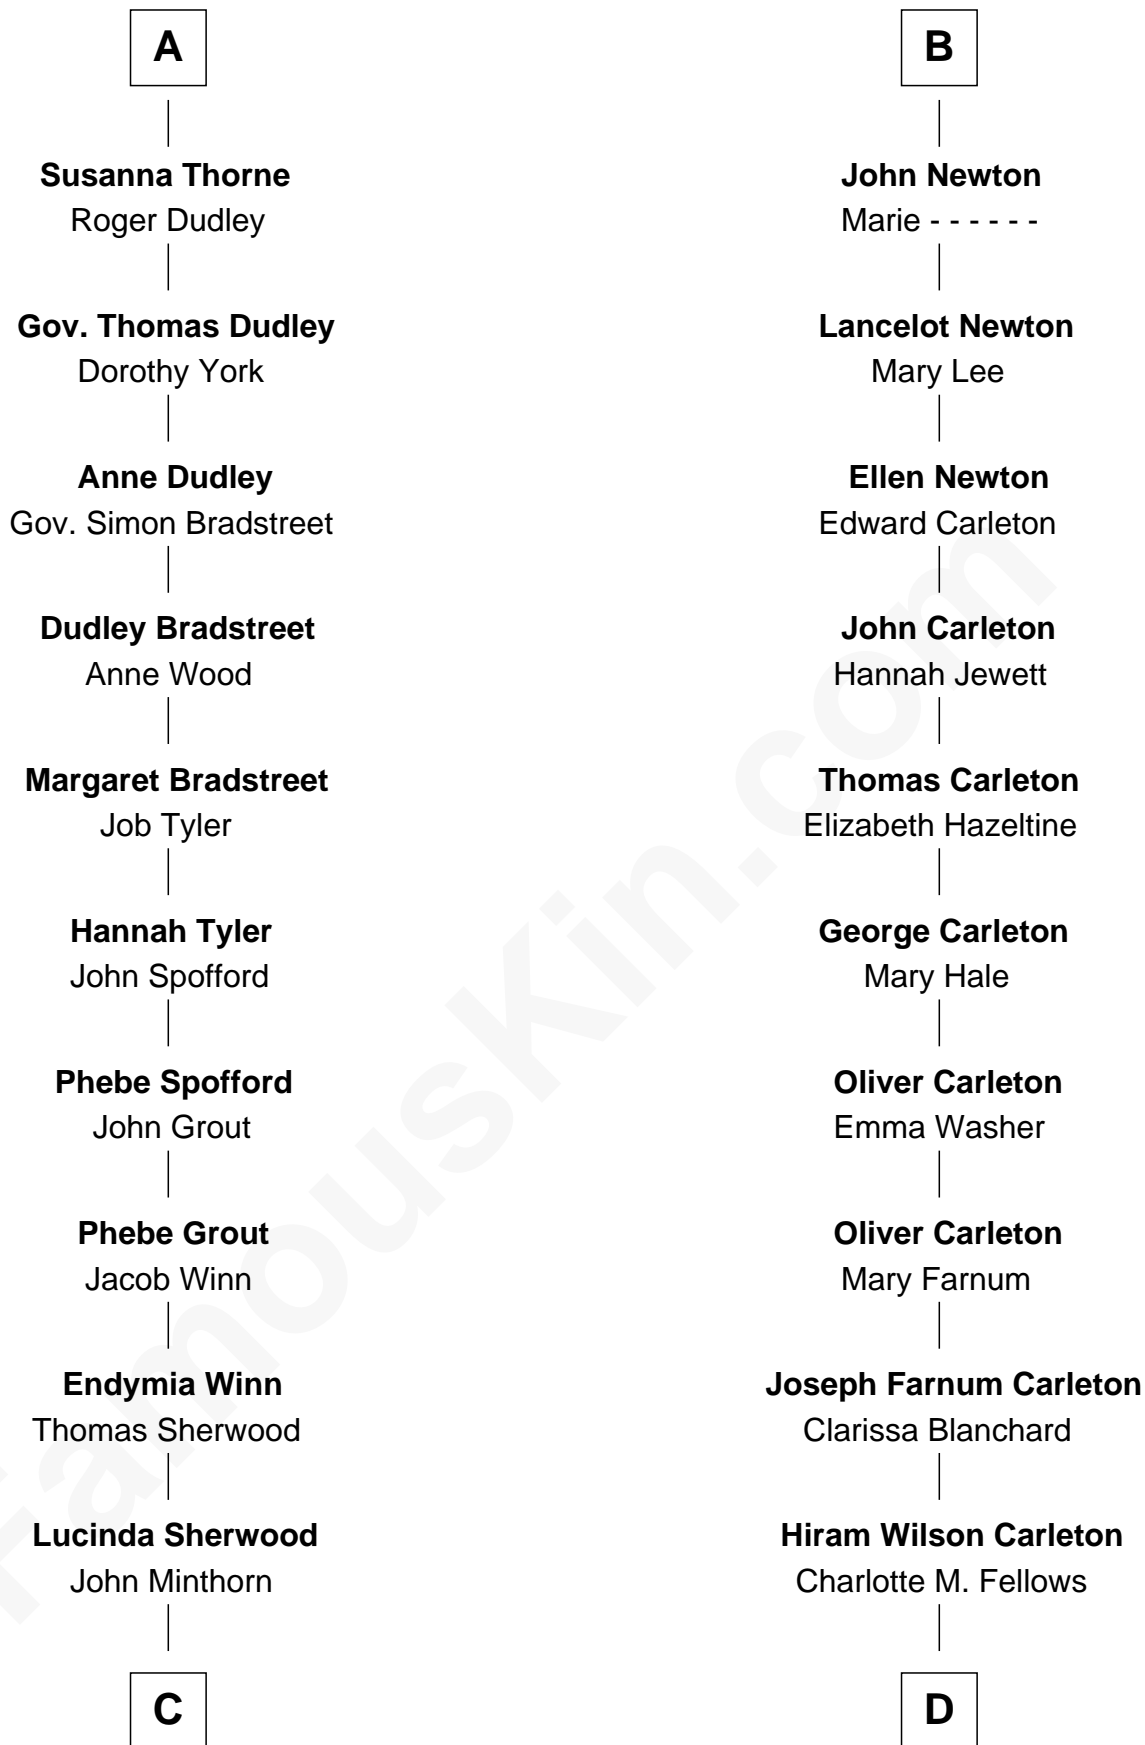 A
Susanna Thorne
Roger Dudley
Gov. Thomas Dudley
Dorothy York
Anne Dudley
Gov. Simon Bradstreet
Dudley Bradstreet
Anne Wood
Margaret Bradstreet
Job Tyler
Hannah Tyler
John Spofford
Phebe Spofford
John Grout
Phebe Grout
Jacob Winn
Endymia Winn
Thomas Sherwood
Lucinda Sherwood
John Minthorn
C
B
John Newton
Marie - - - - - -
Lancelot Newton
Mary Lee
Ellen Newton
Edward Carleton
John Carleton
Hannah Jewett
Thomas Carleton
Elizabeth Hazeltine
George Carleton
Mary Hale
Oliver Carleton
Emma Washer
Oliver Carleton
Mary Farnum
Joseph Farnum Carleton
Clarissa Blanchard
Hiram Wilson Carleton
Charlotte M. Fellows
D
FamousKin.com